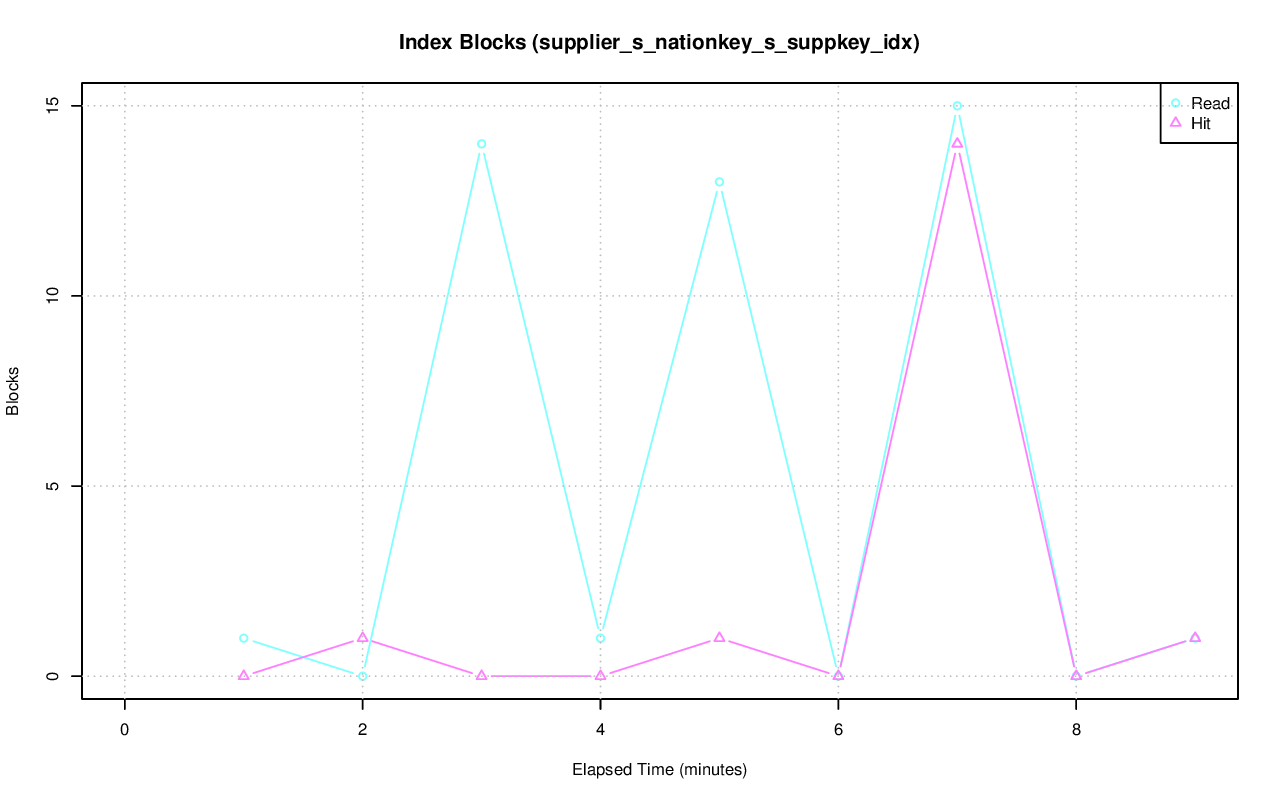 Index Blocks (supplier_s_nationkey_s_suppkey_idx)
Read
Hit
Blocks
15
10
5
0
0 2 4 6 8
Elapsed Time (minutes)